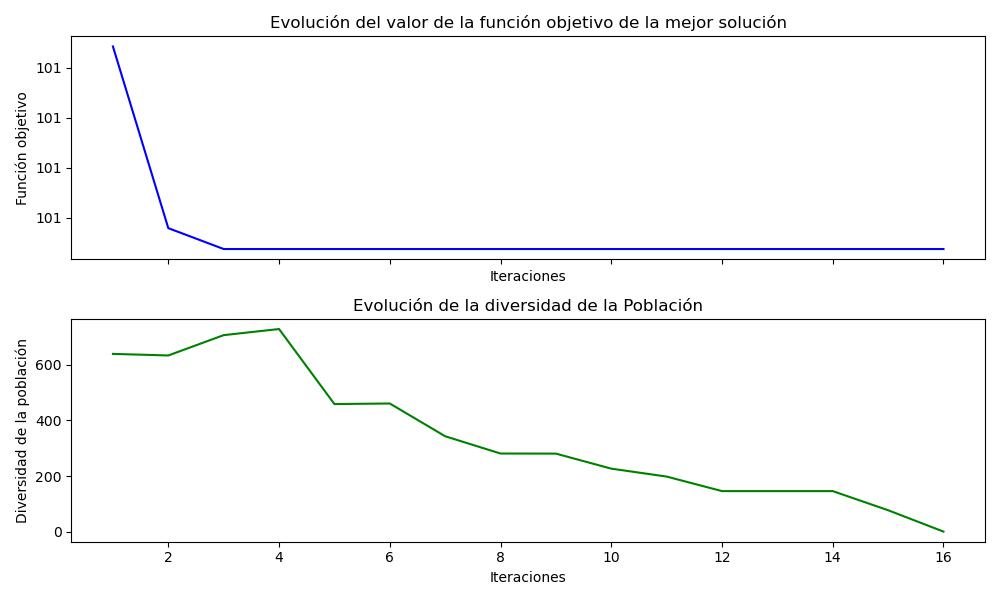 Evolución del valor de la función objetivo de la mejor solución
101
101
101
101
Función objetivo
Iteraciones
Evolución de la diversidad de la Población
600
400
200
0
Diversidad de la población
2 4 6 8 10 12 14 16
Iteraciones